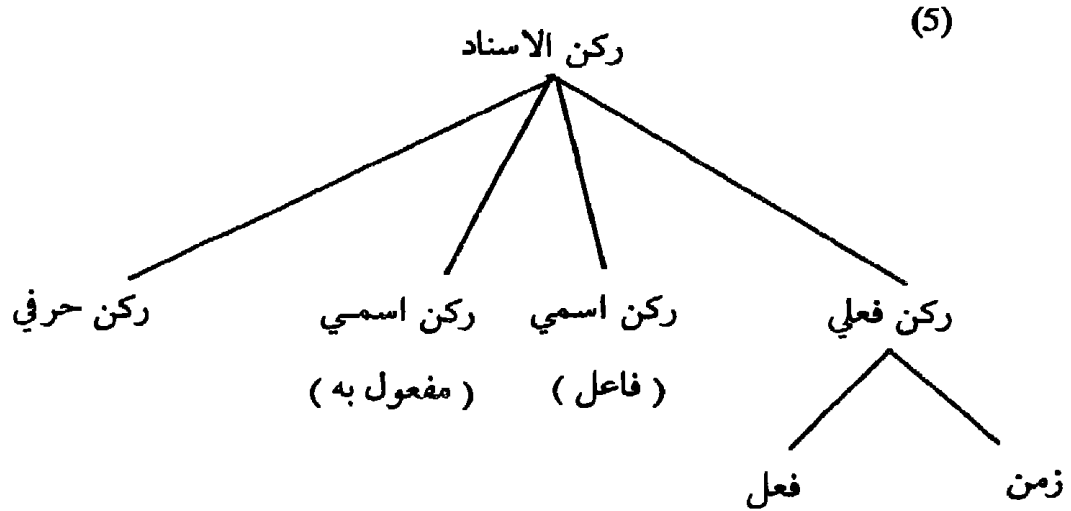 (5)
ركن الاسناد
ركن فعلي ركن اسمي ركن اسمي ركن حرفي
( فاعل ) ( مفعول به )
زمن فعل